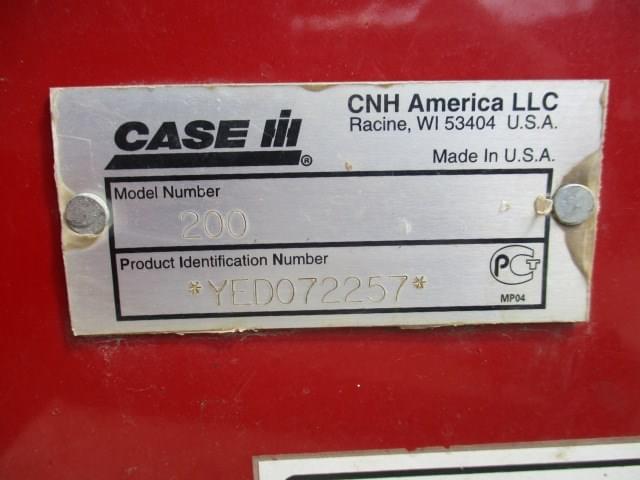 CASE IH®
CNH America LLC
Racine, WI 53404 U.S.A.
Made In U.S.A.
Model Number
200
Product Identification Number
*YED072257*
PCT
MP04